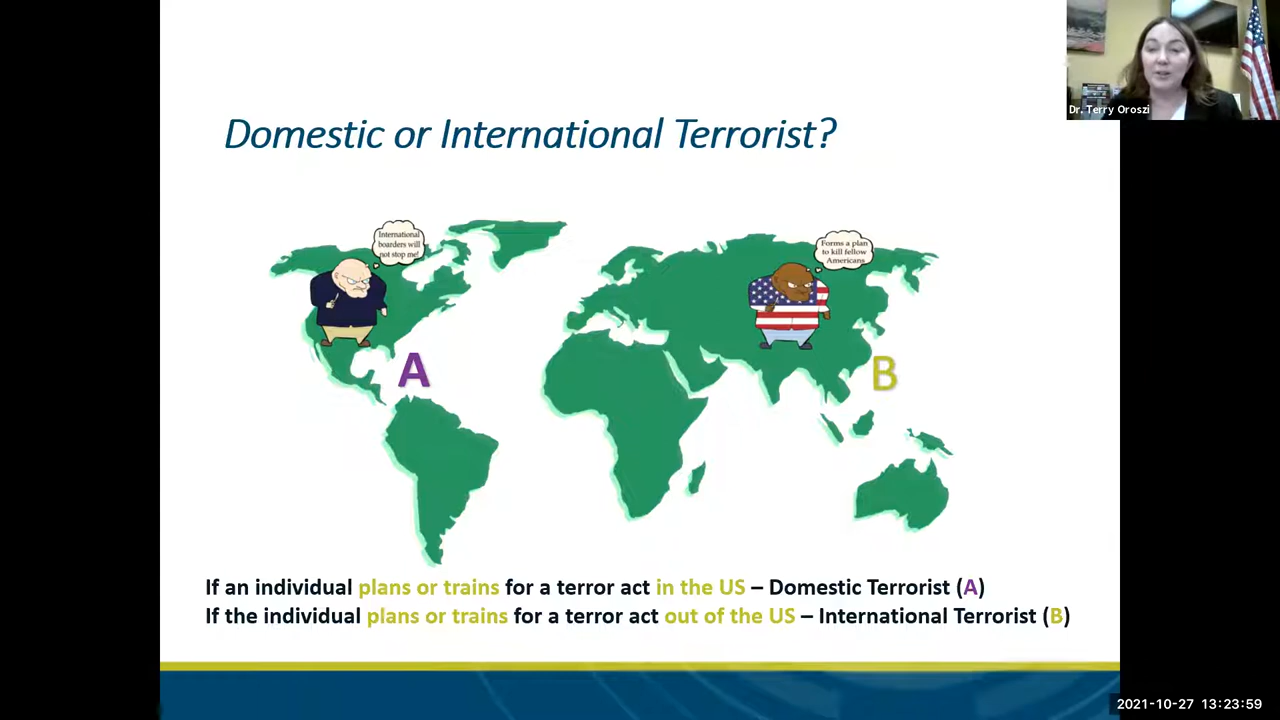 Dr. Terry Oroszi
Domestic or International Terrorist?
International
boarders will
not stop me!
Forms a plan
to kill fellow
Americans
A
B
If an individual plans or trains for a terror act in the US – Domestic Terrorist (A)
If the individual plans or trains for a terror act out of the US – International Terrorist (B)
2021-10-27 13:23:59